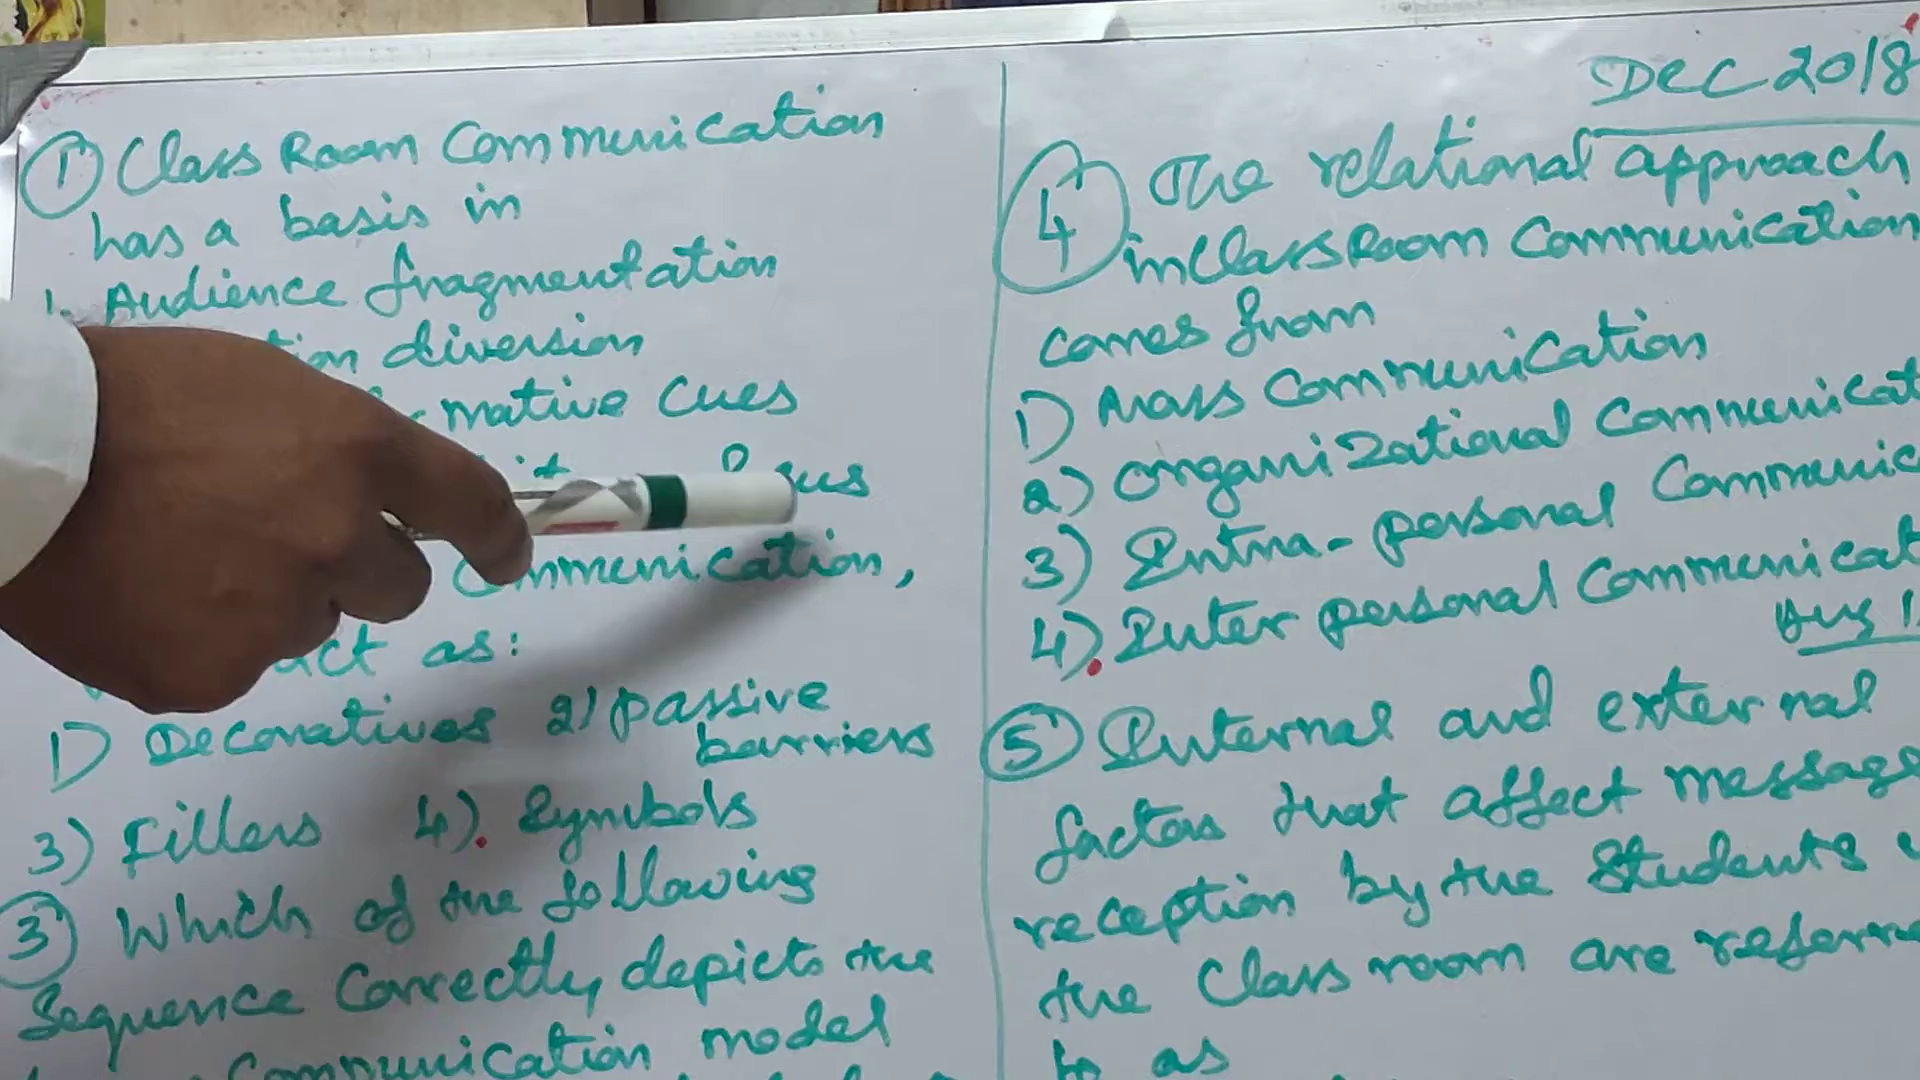 ① Class Room Communication
has a basis in
1. Audience fragmentation
diversion
cues
Communication,
act as:
1) Decoratives 2) passive
barriers
3) Fillers 4). Symbols
③ Which of the following
Sequence Correctly depicts the
Communication model
DEC 2018
④ The relational approach
in Class Room Communication
comes from
1) Mass Communication
2) Organizational Communicat
3) Intra-personal Communic
4). Inter personal Communicat
⑤ Internal and external
factors that affect message
reception by the Students
the Class room are referre
to as